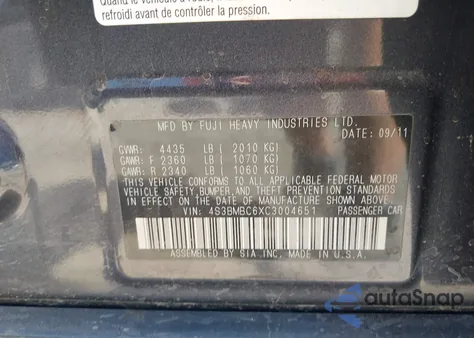 refroidi avant de contrôler la pression.
MFD BY FUJI HEAVY INDUSTRIES LTD.
DATE: 09/11
GVWR: 4435 LB ( 2010 KG)
GAWR: F 2360 LB ( 1070 KG)
GAWR: R 2340 LB ( 1060 KG)
THIS VEHICLE CONFORMS TO ALL APPLICABLE FEDERAL MOTOR
VEHICLE SAFETY, BUMPER, AND THEFT PREVENTION STANDARDS
IN EFFECT ON THE DATE OF MANUFACTURE SHOWN ABOVE.
VIN: 4S3BMBC6XC3004651 PASSENGER CAR
ASSEMBLED BY SIA, INC. MADE IN U.S.A.
autoSnap